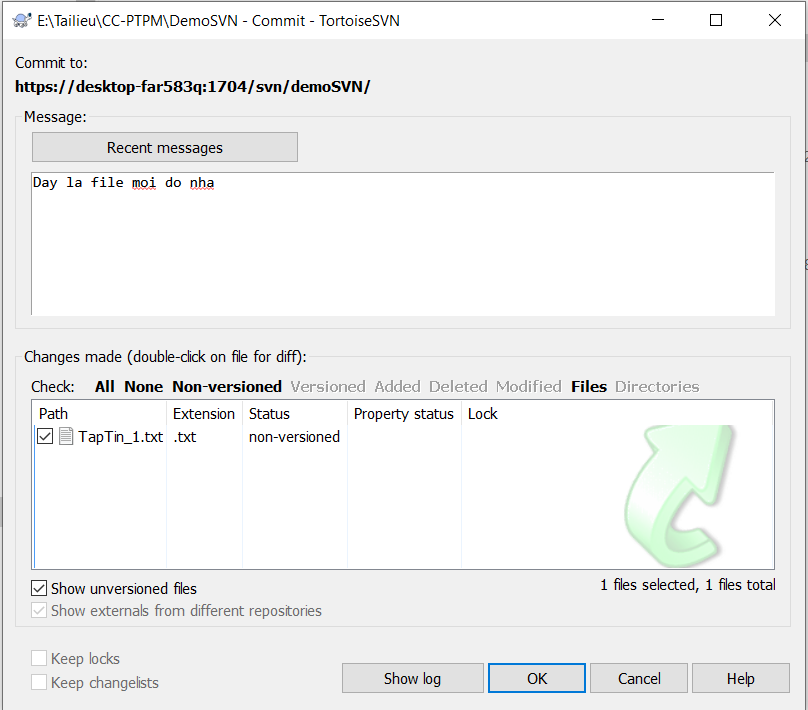 E:\Tailieu\CC-PTPM\DemoSVN - Commit - TortoiseSVN
Commit to:
https://desktop-far583q:1704/svn/demoSVN/
Message:
Recent messages
Day la file moi do nha
Changes made (double-click on file for diff):
Check: All None Non-versioned Versioned Added Deleted Modified Files Directories
Path Extension Status Property status Lock
TapTin_1.txt .txt non-versioned
Show unversioned files
1 files selected, 1 files total
Show externals from different repositories
Keep locks
Keep changelists
Show log OK Cancel Help